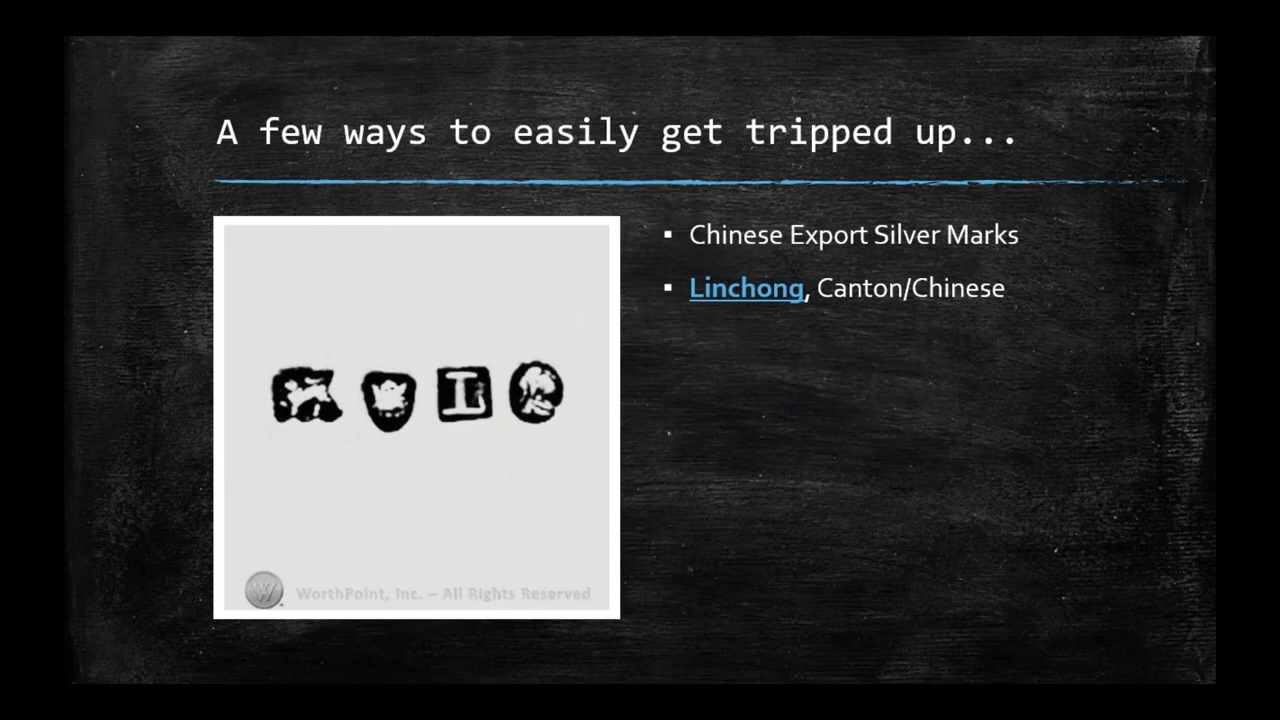 A few ways to easily get tripped up...
▪ Chinese Export Silver Marks
▪ Linchong, Canton/Chinese
I
W
WorthPoint, Inc. – All Rights Reserved